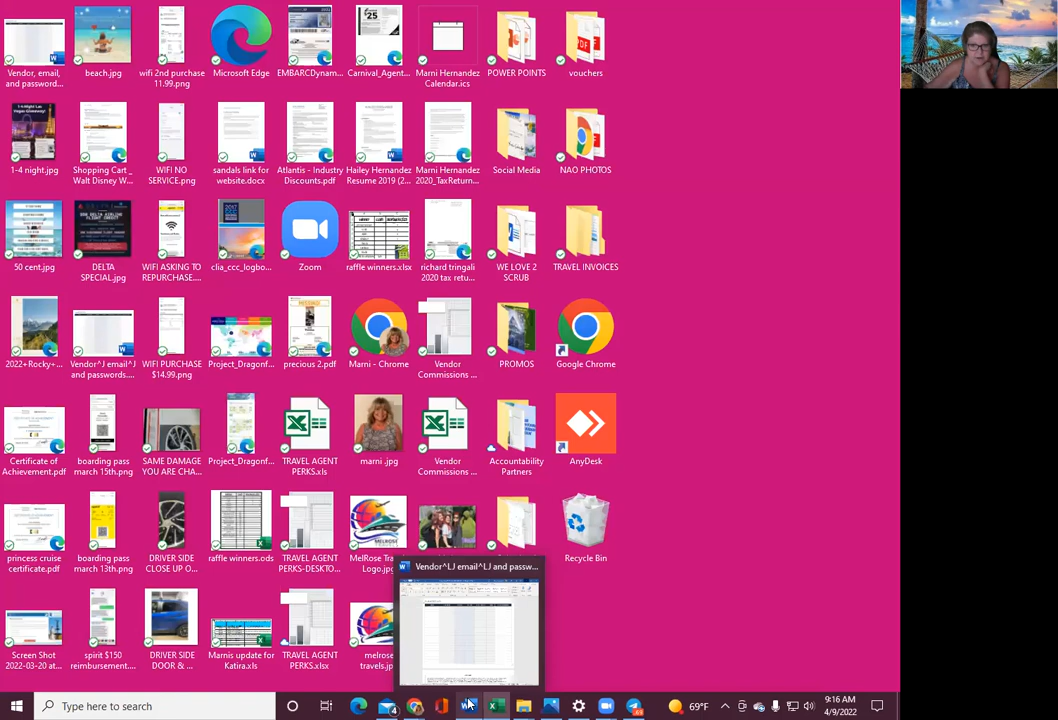 Vendor, email, and password...
beach.jpg
wifi 2nd purchase 11.99.png
Microsoft Edge
EMBARCDynam...
Carnival_Agent...
Marni Hernandez Calendar.ics
POWER POINTS
vouchers
1-4 night.jpg
Shopping Cart _ Walt Disney W...
WIFI NO SERVICE.png
sandals link for website.docx
Atlantis - Industry Discounts.pdf
Hailey Hernandez Resume 2019 (2...
Marni Hernandez 2020_TaxReturn...
Social Media
NAO PHOTOS
50 cent.jpg
DELTA SPECIAL.jpg
WIFI ASKING TO REPURCHASE....
clia_ccc_logbo...
Zoom
raffle winners.xlsx
richard tringali 2020 tax retu...
WE LOVE 2 SCRUB
TRAVEL INVOICES
2022+Rocky+...
Vendor^J email^J and passwords....
WIFI PURCHASE $14.99.png
Project_Dragonf...
precious 2.pdf
Marni - Chrome
Vendor Commissions ...
PROMOS
Google Chrome
Certificate of Achievement.pdf
boarding pass march 15th.png
SAME DAMAGE YOU ARE CHA...
Project_Dragonf...
TRAVEL AGENT PERKS.xls
marni .jpg
Vendor Commissions ...
Accountability Partners
AnyDesk
princess cruise certificate.pdf
boarding pass march 13th.png
DRIVER SIDE CLOSE UP O...
raffle winners.ods
TRAVEL AGENT PERKS-DESKTO...
MelRose Tra
Logo.jpg
Recycle Bin
Vendor^LJ email^LJ and passw...
Screen Shot 2022-03-20 at...
spirit $150 reimbursement....
DRIVER SIDE DOOR & ...
Marnis update for Katira.xls
TRAVEL AGENT PERKS.xlsx
melrose travels.jp
Type here to search
69°F
9:16 AM
4/9/2022